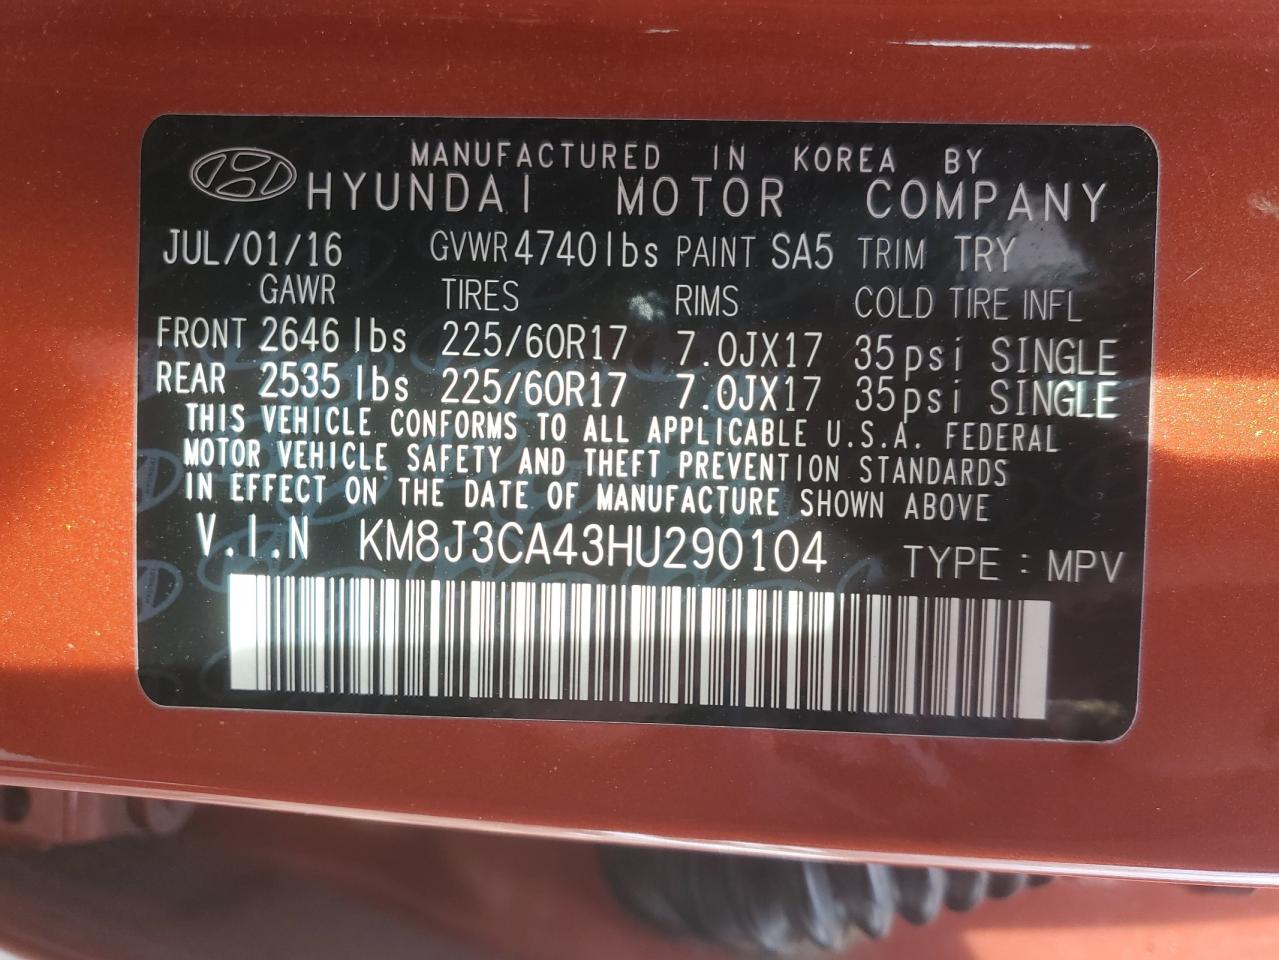 MANUFACTURED IN KOREA BY
HYUNDAI MOTOR COMPANY
JUL/01/16 GVWR 4740lbs PAINT SA5 TRIM TRY
GAWR TIRES RIMS COLD TIRE INFL
FRONT 2646 lbs 225/60R17 7.0JX17 35psi SINGLE
REAR 2535 lbs 225/60R17 7.0JX17 35psi SINGLE
THIS VEHICLE CONFORMS TO ALL APPLICABLE U.S.A. FEDERAL
MOTOR VEHICLE SAFETY AND THEFT PREVENTION STANDARDS
IN EFFECT ON THE DATE OF MANUFACTURE SHOWN ABOVE
V.I.N KM8J3CA43HU290104 TYPE : MPV